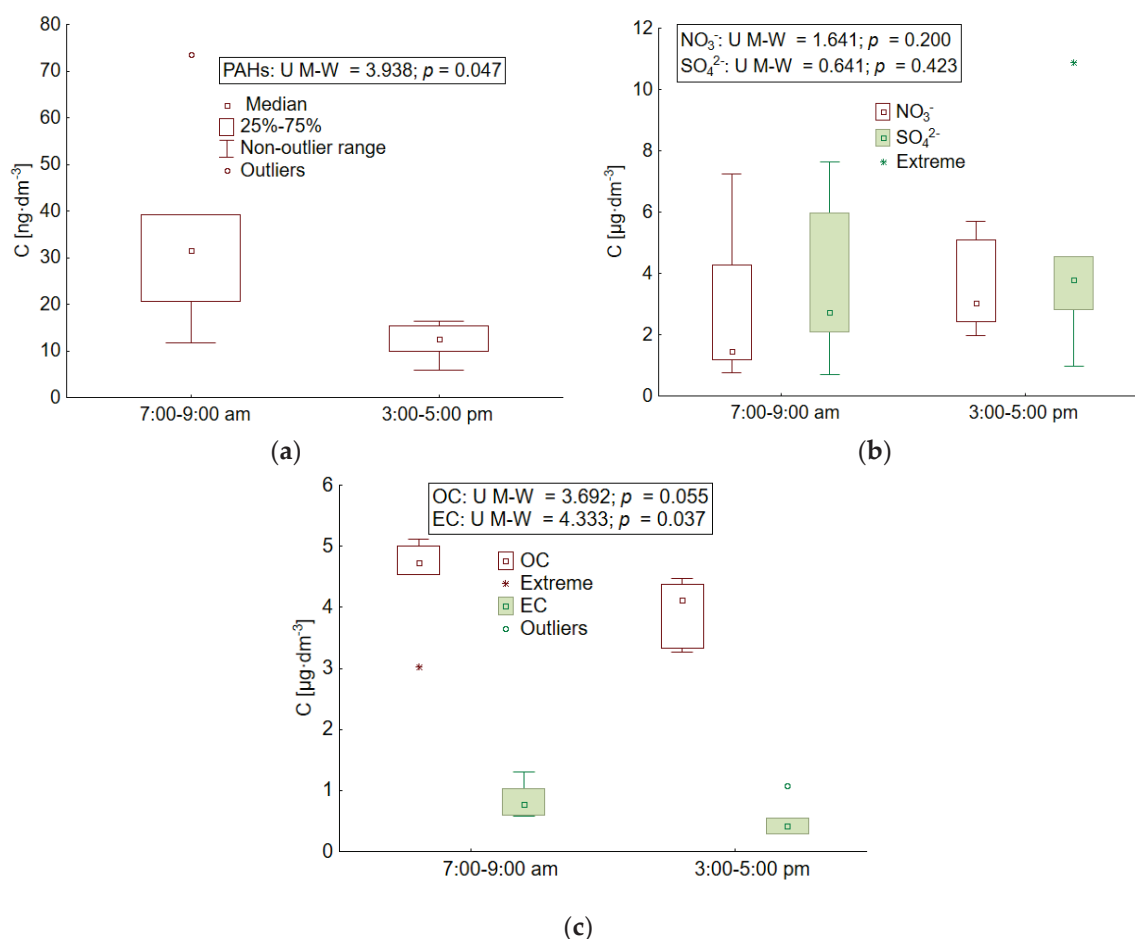 80
70
60
50
40
30
20
10
0
C [ng·dm⁻³]
PAHs: U M-W = 3.938; p = 0.047
Median
25%-75%
Non-outlier range
Outliers
7:00-9:00 am 3:00-5:00 pm
(a)
12
10
8
6
4
2
0
C [µg·dm⁻³]
NO₃⁻: U M-W = 1.641; p = 0.200
SO₄²⁻: U M-W = 0.641; p = 0.423
NO₃⁻
SO₄²⁻
Extreme
7:00-9:00 am 3:00-5:00 pm
(b)
6
5
4
3
2
1
0
C [µg·dm⁻³]
OC: U M-W = 3.692; p = 0.055
EC: U M-W = 4.333; p = 0.037
OC
Extreme
EC
Outliers
7:00-9:00 am 3:00-5:00 pm
(c)